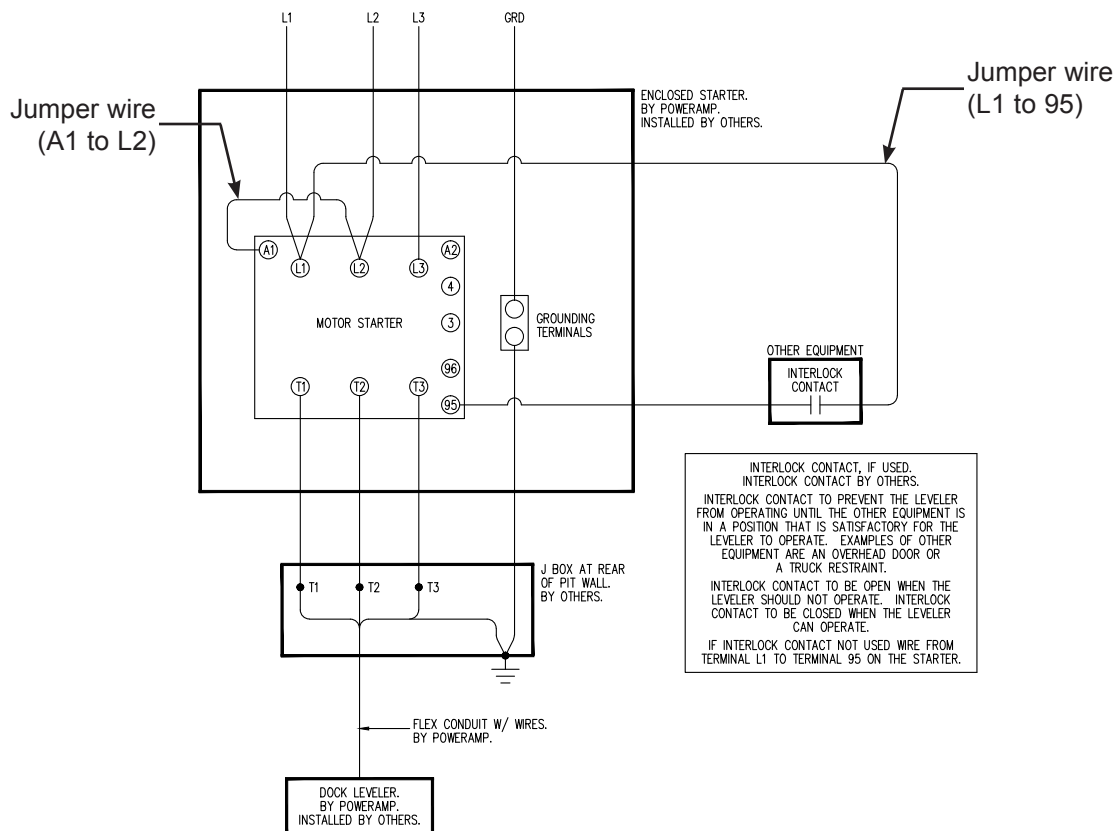 L1
L2
L3
GRD
Jumper wire
(A1 to L2)
ENCLOSED STARTER.
BY POWERAMP.
INSTALLED BY OTHERS.
Jumper wire
(L1 to 95)
A1
L1
L2
L3
A2
4
3
96
95
MOTOR STARTER
T1
T2
T3
GROUNDING
TERMINALS
OTHER EQUIPMENT
INTERLOCK
CONTACT
INTERLOCK CONTACT, IF USED.
INTERLOCK CONTACT BY OTHERS.
INTERLOCK CONTACT TO PREVENT THE LEVELER
FROM OPERATING UNTIL THE OTHER EQUIPMENT IS
IN A POSITION THAT IS SATISFACTORY FOR THE
LEVELER TO OPERATE. EXAMPLES OF OTHER
EQUIPMENT ARE AN OVERHEAD DOOR OR
A TRUCK RESTRAINT.
INTERLOCK CONTACT TO BE OPEN WHEN THE
LEVELER SHOULD NOT OPERATE. INTERLOCK
CONTACT TO BE CLOSED WHEN THE LEVELER
CAN OPERATE.
IF INTERLOCK CONTACT NOT USED WIRE FROM
TERMINAL L1 TO TERMINAL 95 ON THE STARTER.
T1
T2
T3
J BOX AT REAR
OF PIT WALL.
BY OTHERS.
FLEX CONDUIT W/ WIRES.
BY POWERAMP.
DOCK LEVELER.
BY POWERAMP.
INSTALLED BY OTHERS.